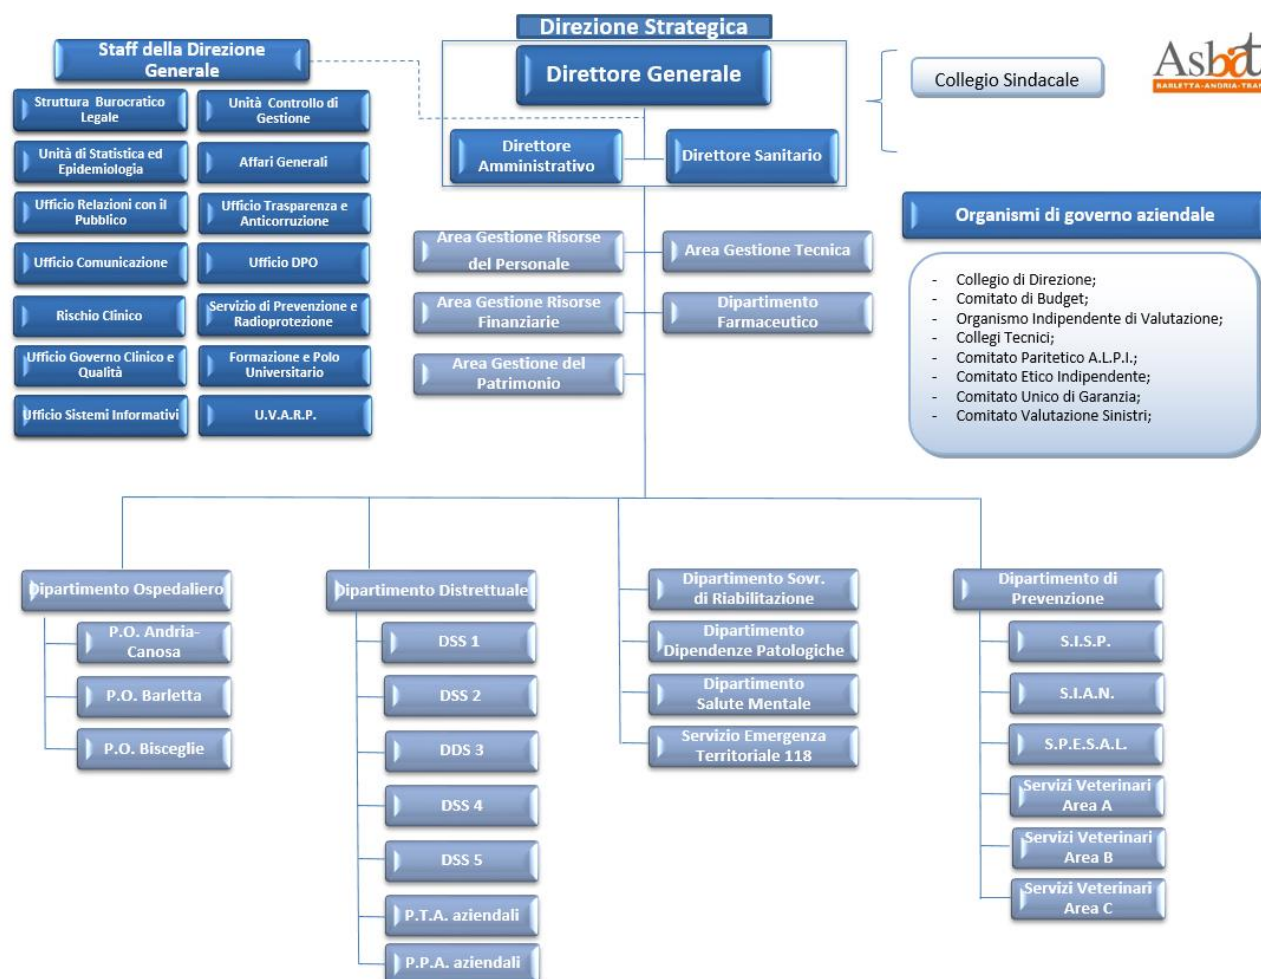 Direzione Strategica
Staff della Direzione
Generale
Direttore Generale
Collegio Sindacale
Asbat
BARLETTA-ANDRIA-TRAN
Struttura Burocratico
Legale
Unità Controllo di
Gestione
Direttore
Amministrativo
Direttore Sanitario
Unità di Statistica ed
Epidemiologia
Affari Generali
Ufficio Relazioni con il
Pubblico
Ufficio Trasparenza e
Anticorruzione
Organismi di governo aziendale
Ufficio Comunicazione
Ufficio DPO
Area Gestione Risorse
del Personale
Area Gestione Tecnica
Rischio Clinico
Servizio di Prevenzione e
Radioprotezione
Area Gestione Risorse
Finanziarie
Dipartimento
Farmaceutico
Ufficio Governo Clinico e
Qualità
Formazione e Polo
Universitario
Area Gestione del
Patrimonio
Ufficio Sistemi Informativi
U.V.A.R.P.
- Collegio di Direzione;
- Comitato di Budget;
- Organismo Indipendente di Valutazione;
- Collegi Tecnici;
- Comitato Paritetico A.L.P.I.;
- Comitato Etico Indipendente;
- Comitato Unico di Garanzia;
- Comitato Valutazione Sinistri;
Dipartimento Ospedaliero
P.O. Andria-
Canosa
P.O. Barletta
P.O. Bisceglie
Dipartimento Distrettuale
DSS 1
DSS 2
DDS 3
DSS 4
DSS 5
P.T.A. aziendali
P.P.A. aziendali
Dipartimento Sovr.
di Riabilitazione
Dipartimento
Dipendenze Patologiche
Dipartimento
Salute Mentale
Servizio Emergenza
Territoriale 118
Dipartimento di
Prevenzione
S.I.S.P.
S.I.A.N.
S.P.E.S.A.L.
Servizi Veterinari
Area A
Servizi Veterinari
Area B
Servizi Veterinari
Area C